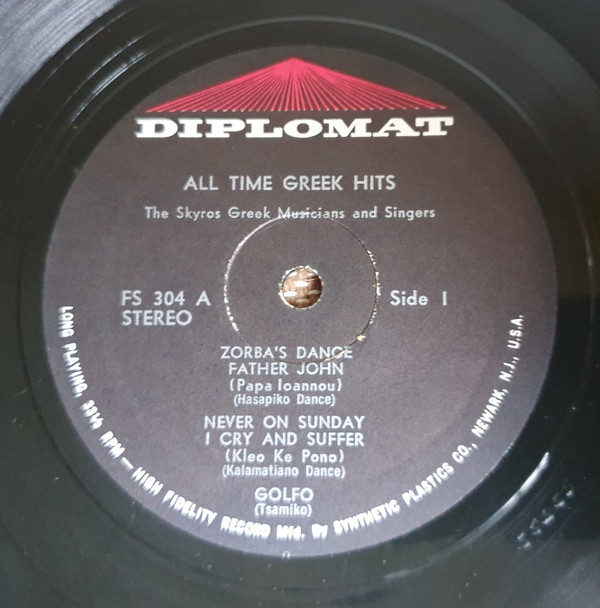 DIPLOMAT
ALL TIME GREEK HITS
The Skyros Greek Musicians and Singers
FS 304 A
STEREO
Side 1
ZORBA'S DANCE
FATHER JOHN
(Papa Ioannou)
(Hasapiko Dance)
NEVER ON SUNDAY
I CRY AND SUFFER
(Kleo Ke Pono)
(Kalamatiano Dance)
GOLFO
(Tsamiko)
LONG PLAYING, 33⅓ RPM — HIGH FIDELITY RECORD Mfd. By SYNTHETIC PLASTICS CO., NEWARK, N.J., U.S.A.